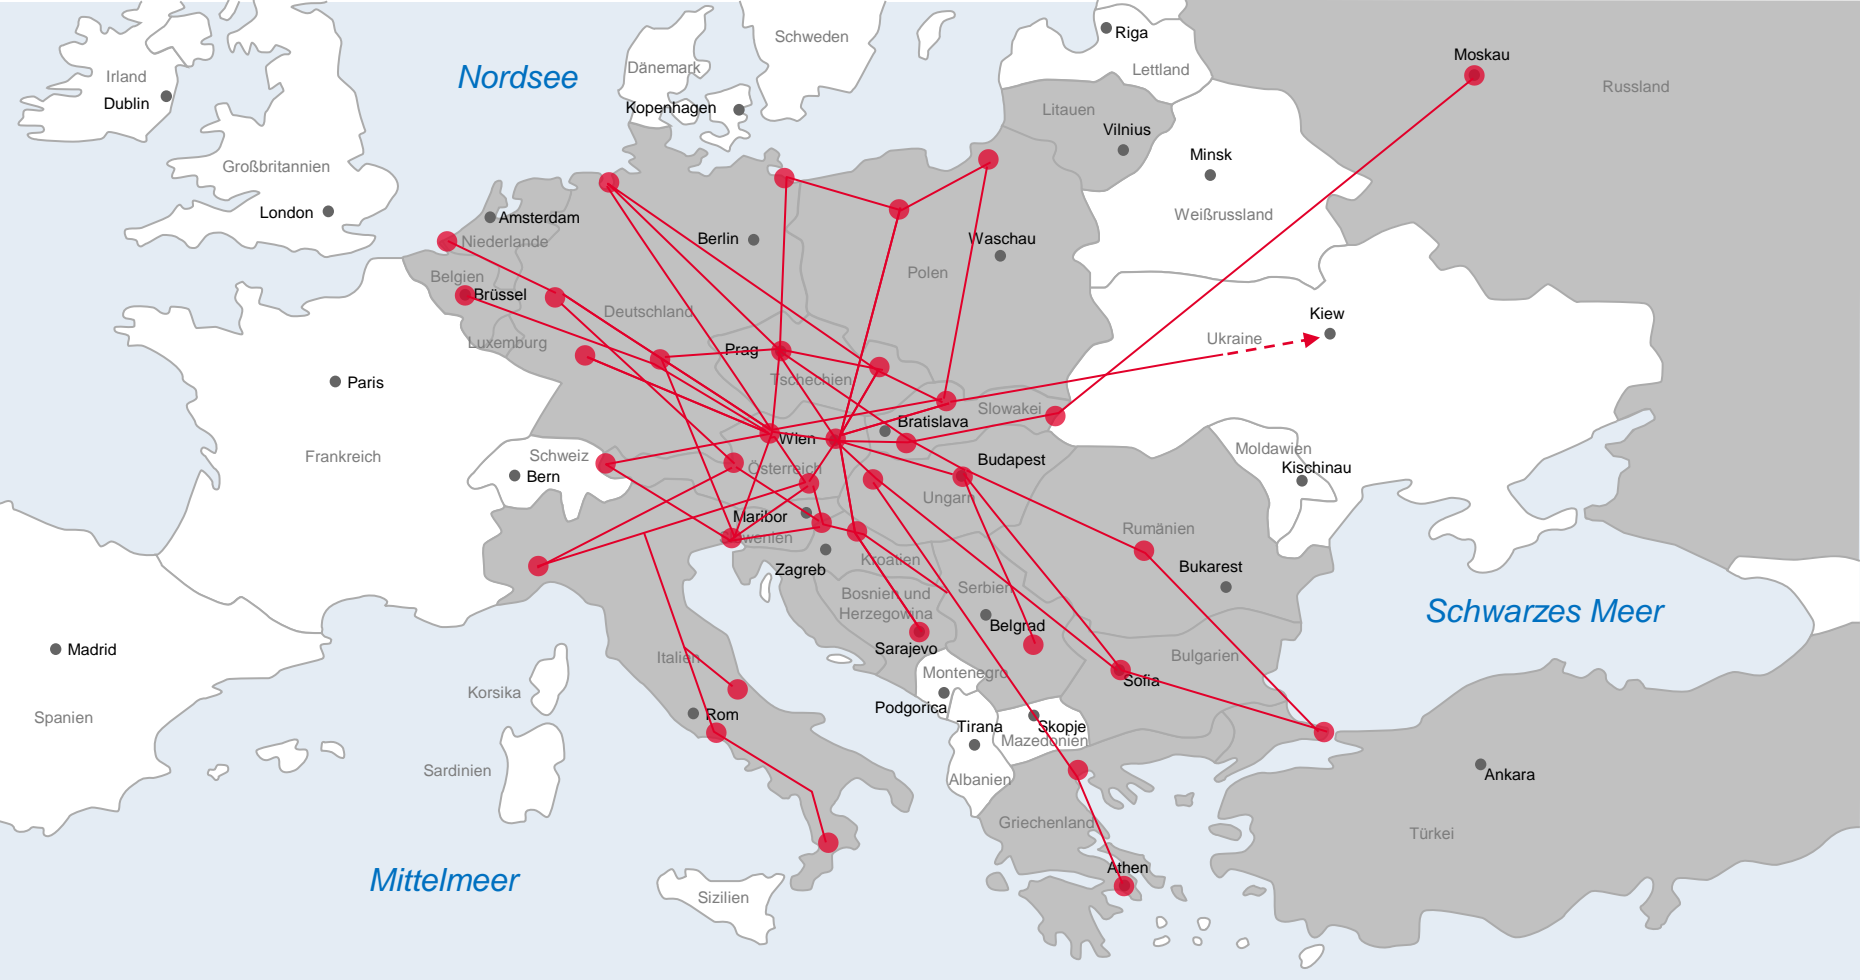 Riga
Schweden
Moskau
Irland
Dänemark
Lettland
Nordsee
Russland
Dublin
Kopenhagen
Litauen
Vilnius
Minsk
Großbritannien
London
Amsterdam
Weißrussland
Niederlande
Berlin
Waschau
Belgien
Polen
Brüssel
Deutschland
Kiew
Luxemburg
Prag
Ukraine
Paris
Tschechien
Slowakei
Bratislava
Wien
Moldawien
Frankreich
Schweiz
Österreich
Budapest
Kischinau
Bern
Ungarn
Maribor
wenien
Rumänien
Zagreb
Kroatien
Bukarest
Bosnien und
Herzegowina
Serbien
Schwarzes Meer
Belgrad
Madrid
Sarajevo
Italien
Bulgarien
Montenegro
Sofia
Korsika
Podgorica
Rom
Spanien
Tirana
Skopje
Mazedonien
Sardinien
Albanien
Ankara
Griechenland
Türkei
Athen
Mittelmeer
Sizilien